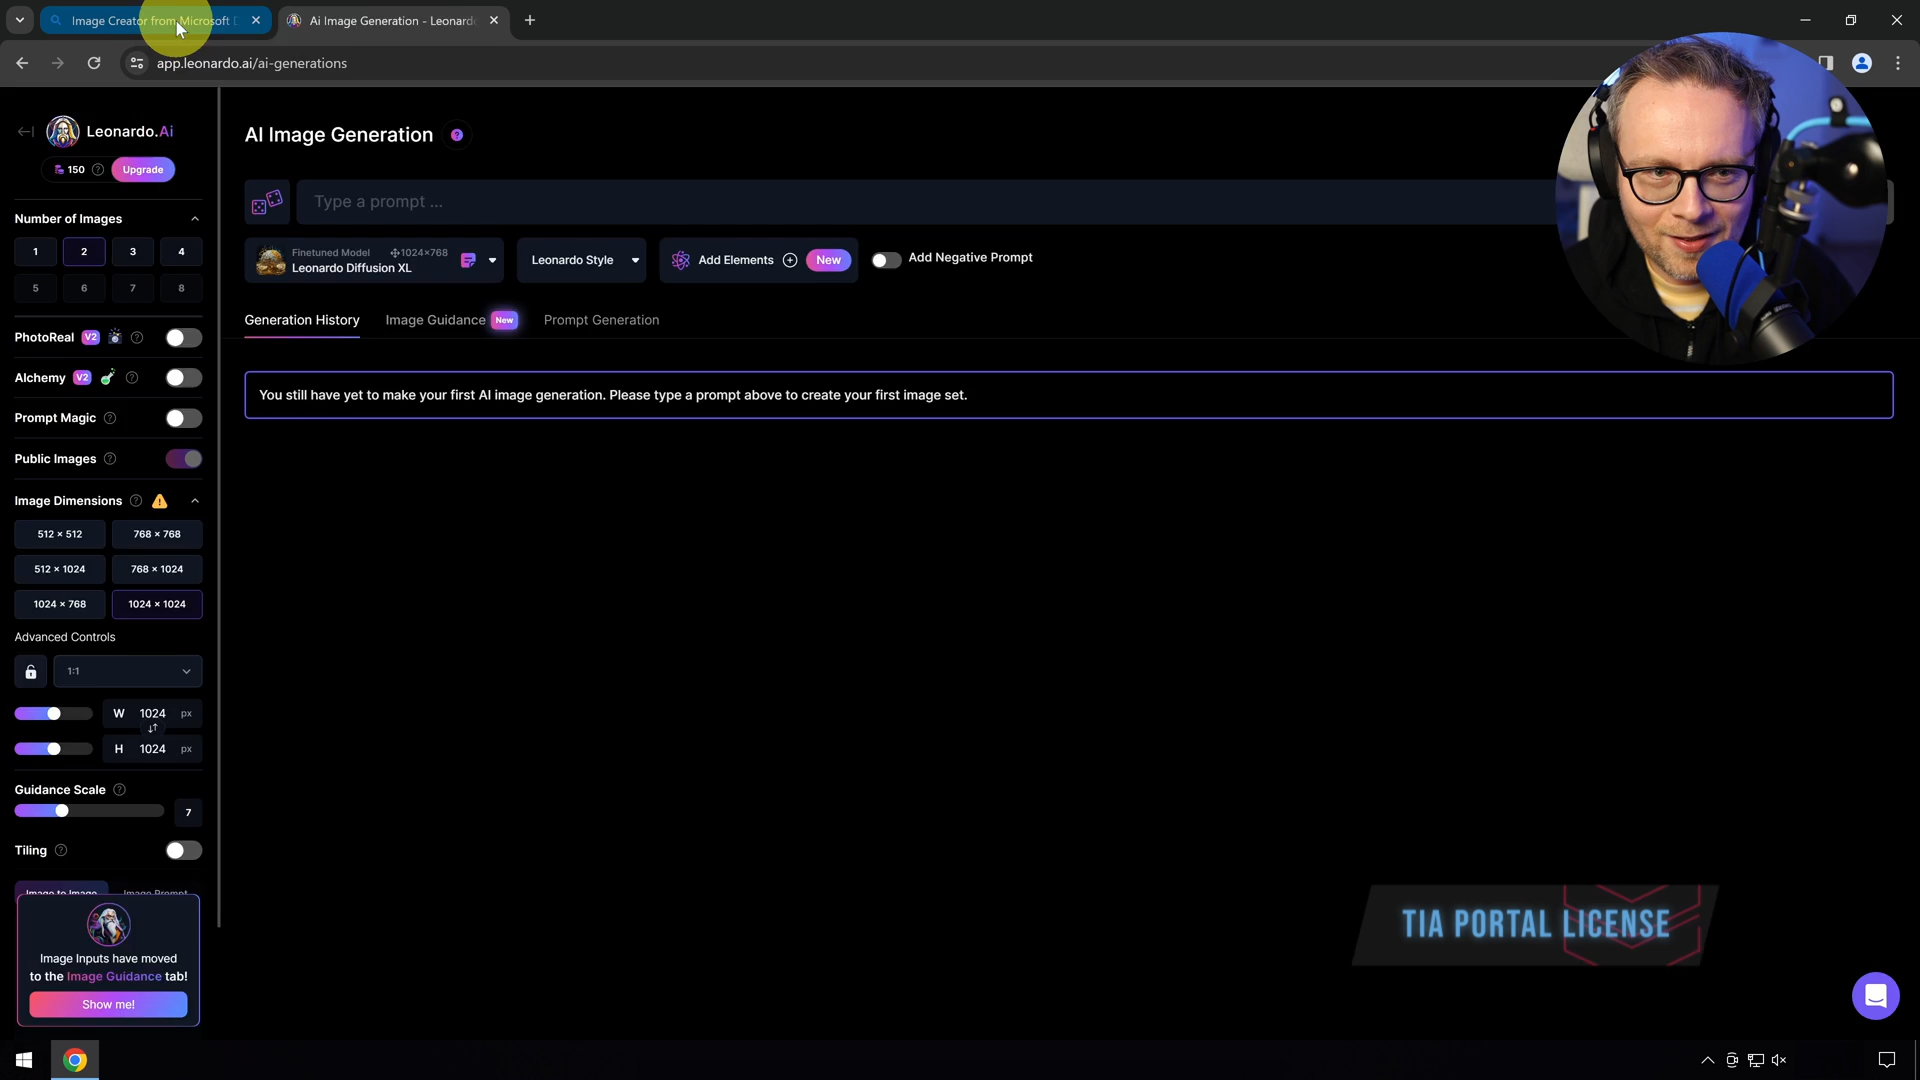 Image Creator from Microsoft D
Ai Image Generation - Leonard
app.leonardo.ai/ai-generations
Leonardo.Ai
150
Upgrade
Number of Images
1 2 3 4
5 6 7 8
PhotoReal V2
Alchemy V2
Prompt Magic
Public Images
Image Dimensions
512 × 512 768 × 768
512 × 1024 768 × 1024
1024 × 768 1024 × 1024
Advanced Controls
1:1
W 1024 px
H 1024 px
Guidance Scale
7
Tiling
Image to Image Image Prompt
Image Inputs have moved
to the Image Guidance tab!
Show me!
AI Image Generation
Type a prompt ...
Finetuned Model 1024×768
Leonardo Diffusion XL
Leonardo Style
Add Elements New
Add Negative Prompt
Generation History Image Guidance New Prompt Generation
You still have yet to make your first AI image generation. Please type a prompt above to create your first image set.
TIA PORTAL LICENSE